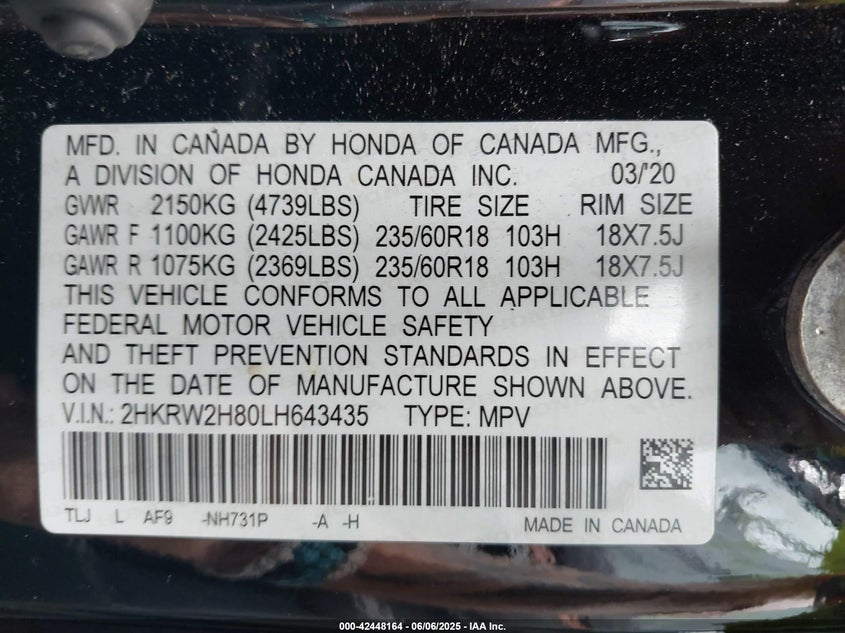 MFD. IN CANADA BY HONDA OF CANADA MFG.,
A DIVISION OF HONDA CANADA INC. 03/'20
GVWR 2150KG (4739LBS) TIRE SIZE RIM SIZE
GAWR F 1100KG (2425LBS) 235/60R18 103H 18X7.5J
GAWR R 1075KG (2369LBS) 235/60R18 103H 18X7.5J
THIS VEHICLE CONFORMS TO ALL APPLICABLE
FEDERAL MOTOR VEHICLE SAFETY
AND THEFT PREVENTION STANDARDS IN EFFECT
ON THE DATE OF MANUFACTURE SHOWN ABOVE.
V.I.N.: 2HKRW2H80LH643435 TYPE: MPV
TLJ L AF9 -NH731P -A -H MADE IN CANADA
000-42448164 - 06/06/2025 - IAA Inc.